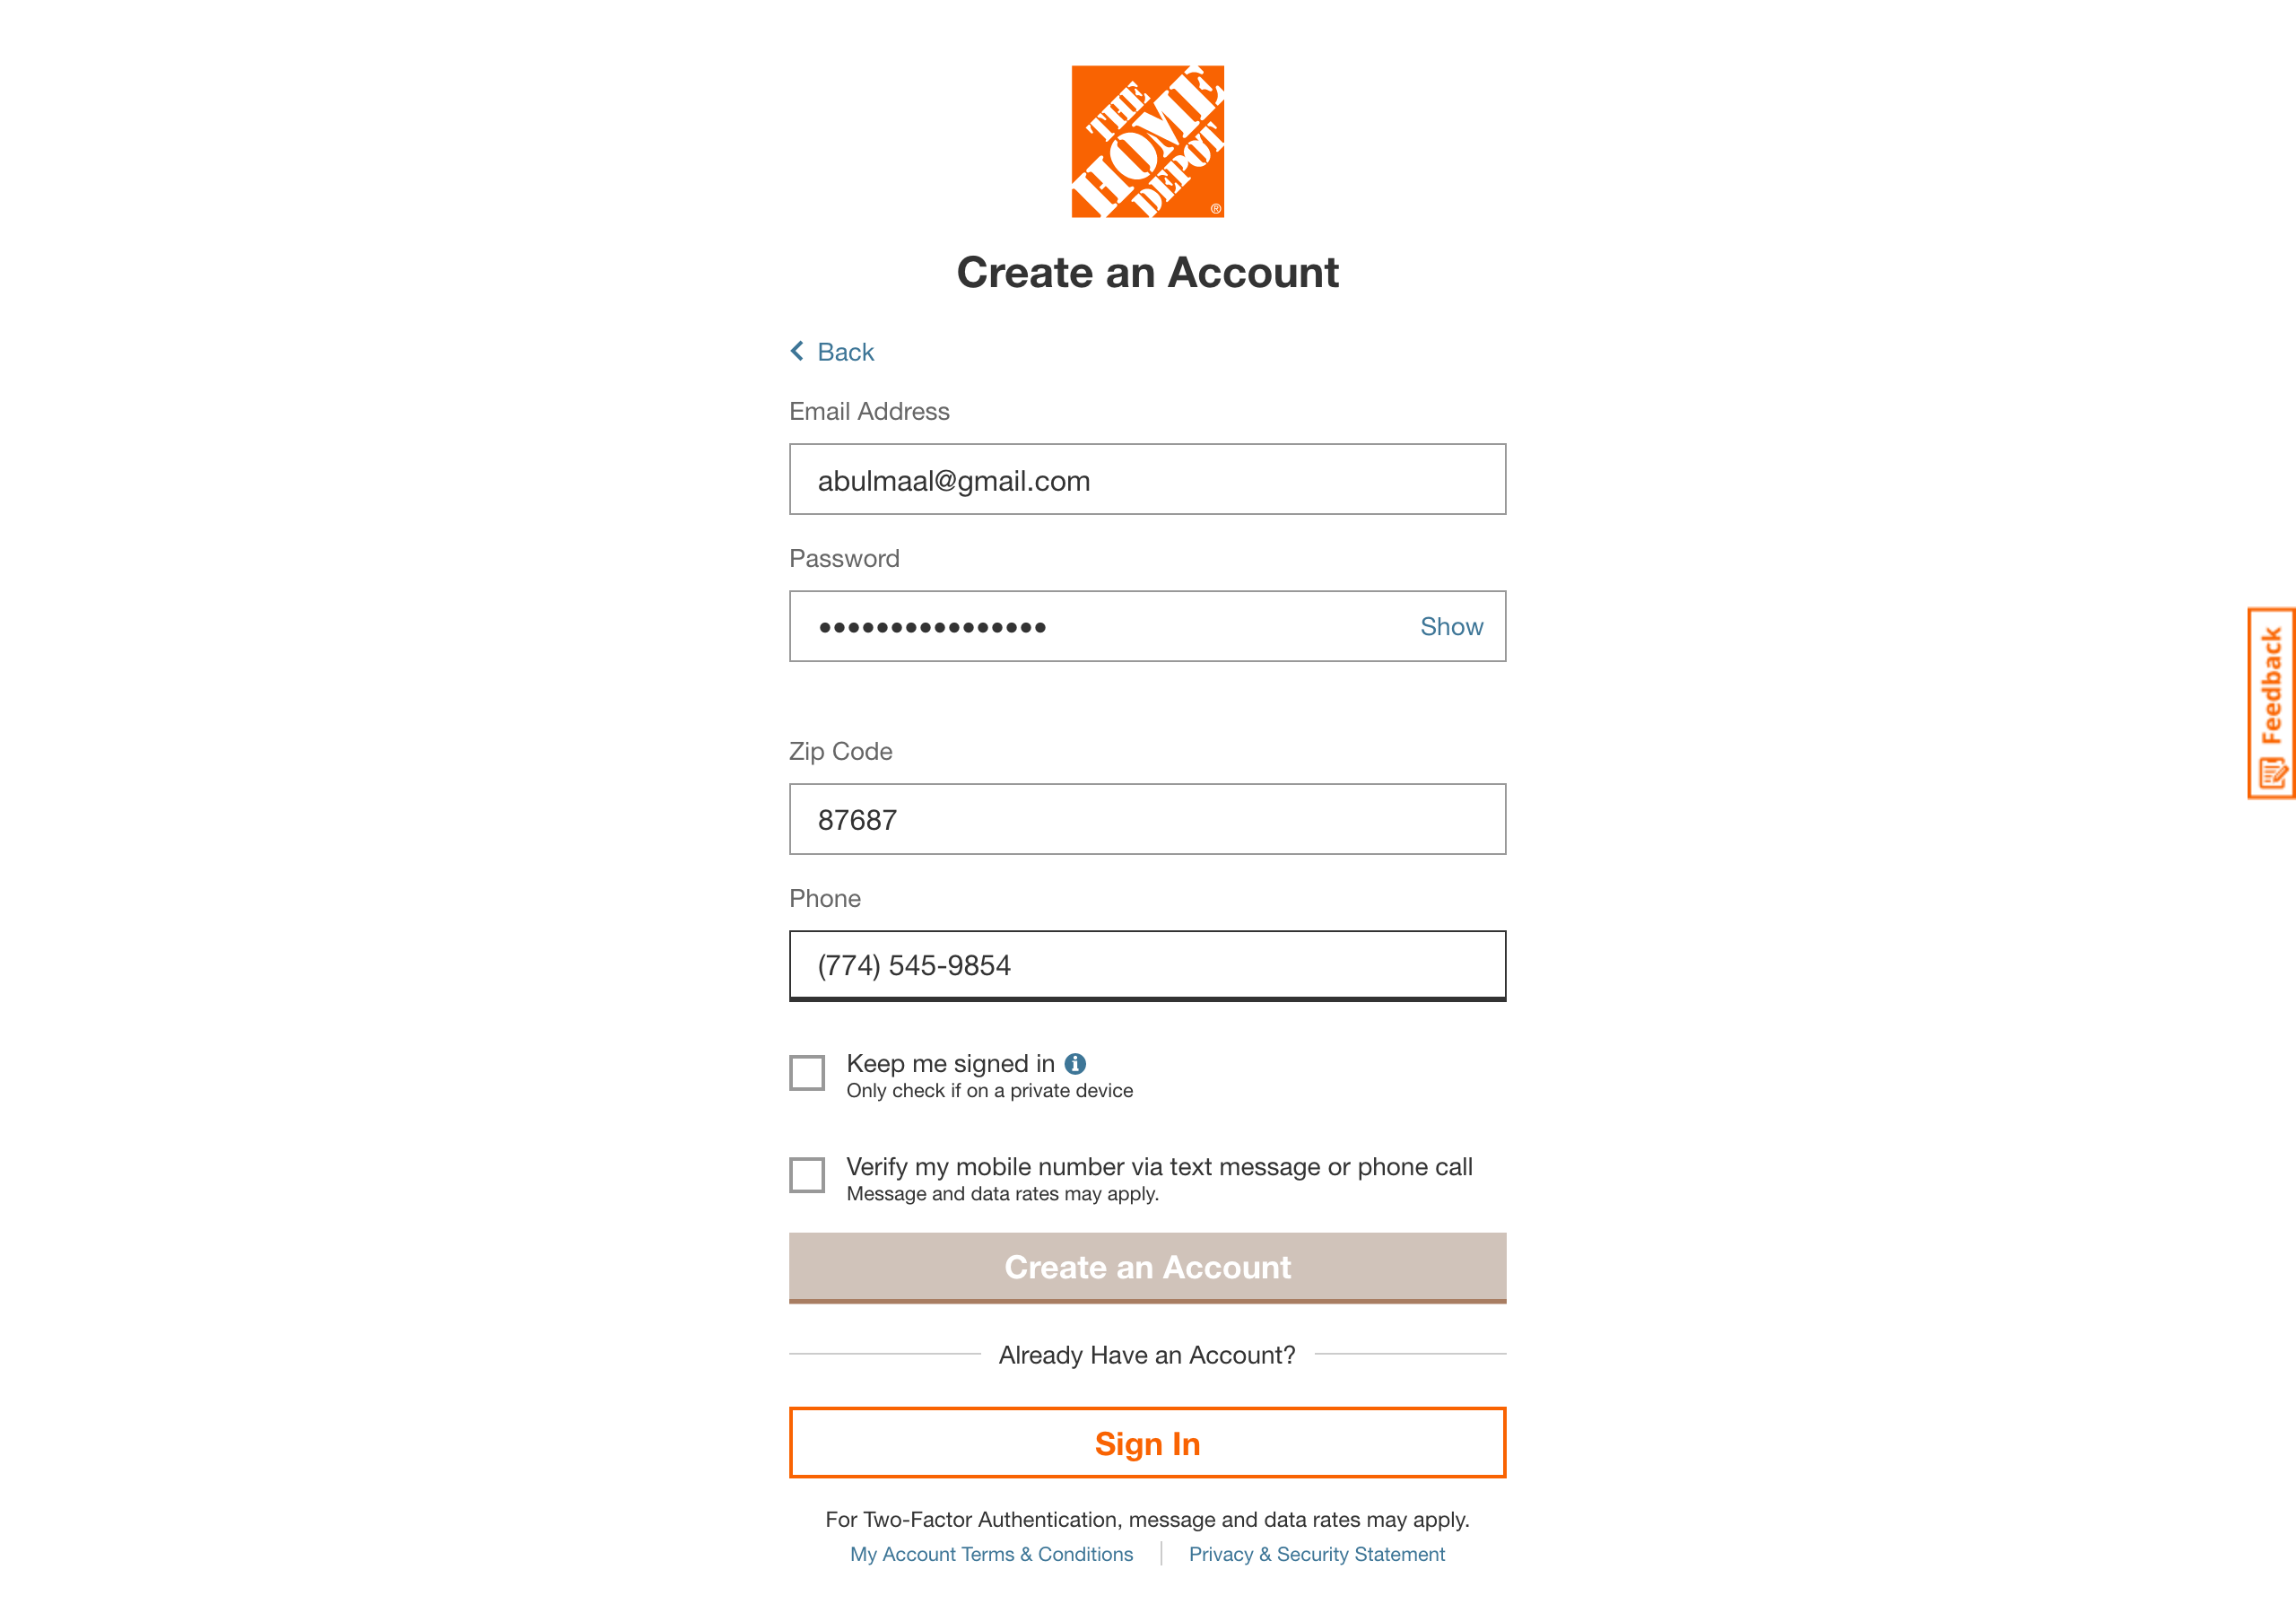 THE
HOME
DEPOT
®
Create an Account
Back
Email Address
abulmaal@gmail.com
Password
••••••••••••••••
Show
Zip Code
87687
Phone
(774) 545-9854
Keep me signed in
Only check if on a private device
Verify my mobile number via text message or phone call
Message and data rates may apply.
Create an Account
Already Have an Account?
Sign In
For Two-Factor Authentication, message and data rates may apply.
My Account Terms & Conditions | Privacy & Security Statement
Feedback